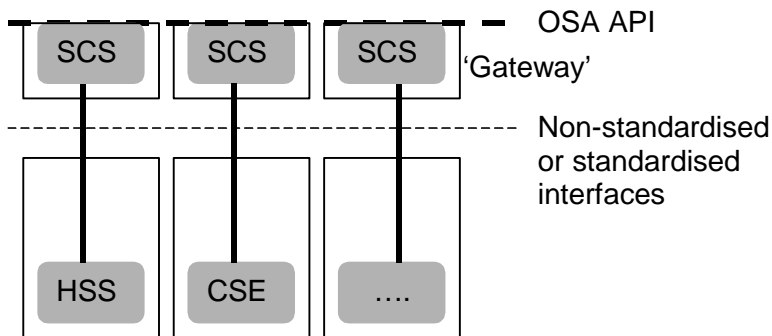 OSA API
SCS SCS SCS
‘Gateway’
Non-standardised
or standardised
interfaces
HSS CSE ....